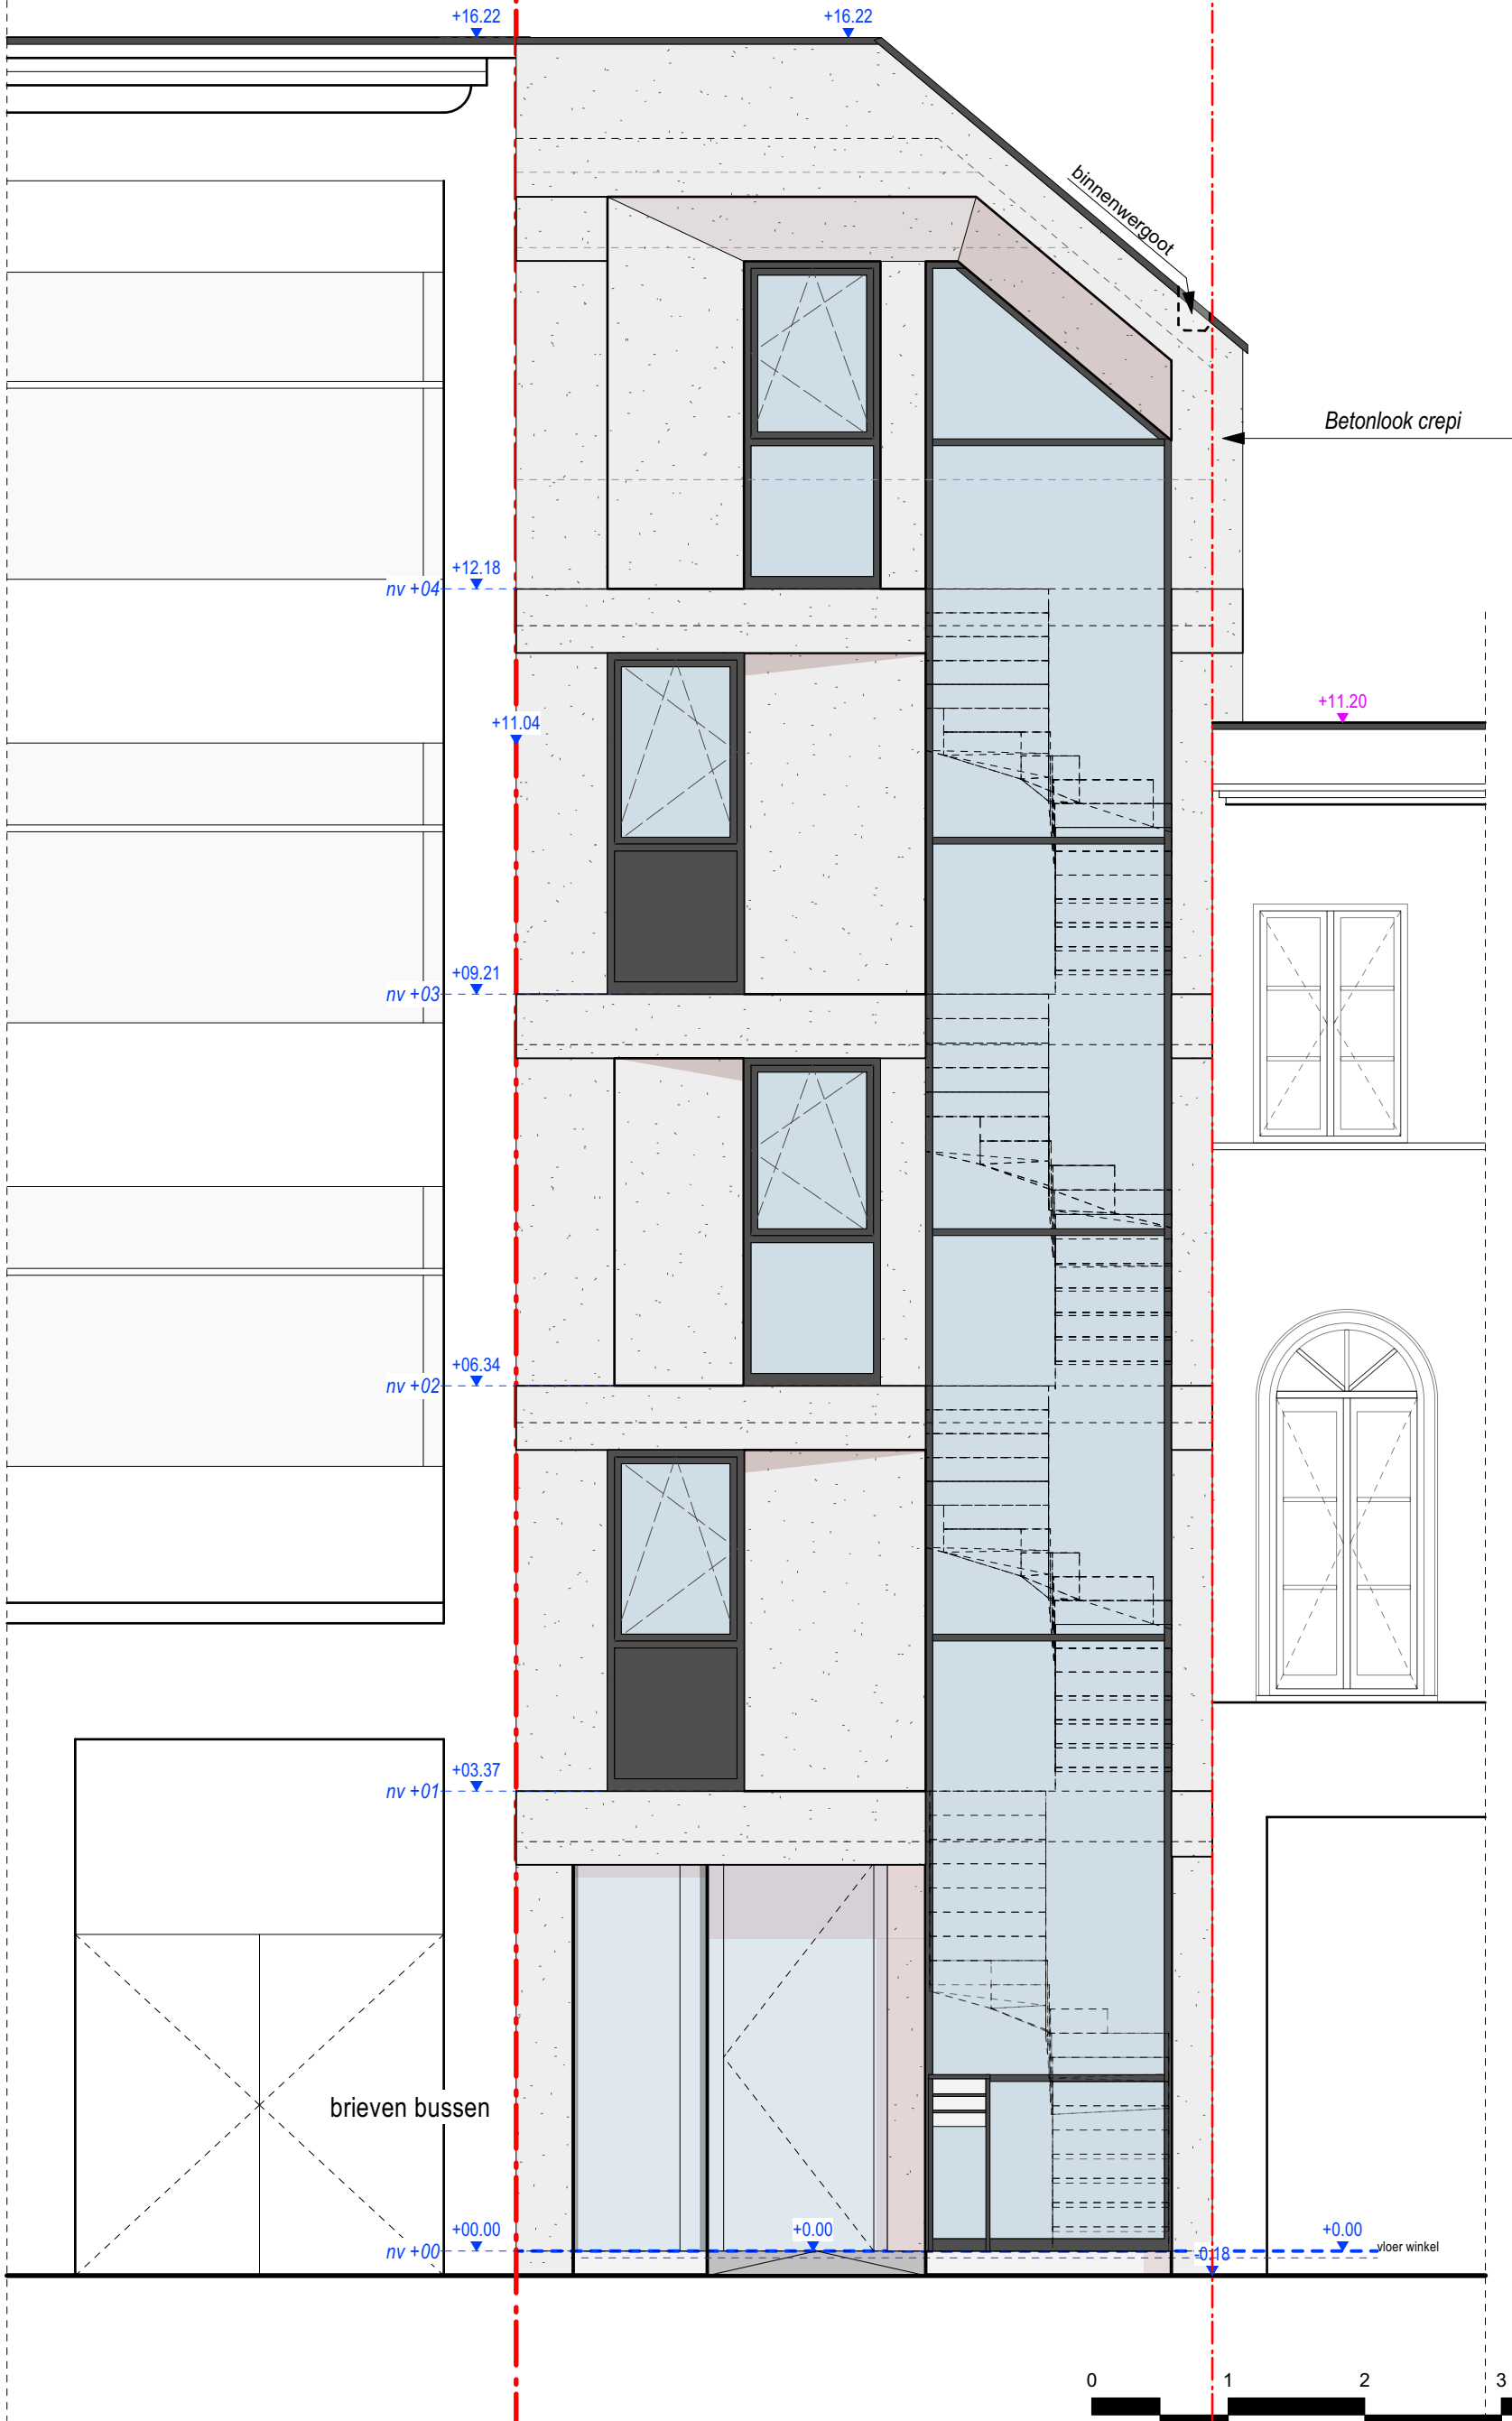 +16.22 +16.22
binnenwergoot
Betonlook crepi
+12.18
nv +04
+11.20
+11.04
+09.21
nv +03
+06.34
nv +02
+03.37
nv +01
brieven bussen
+00.00 +0.00 +0.00
nv +00 -0.18 vloer winkel
0 1 2 3